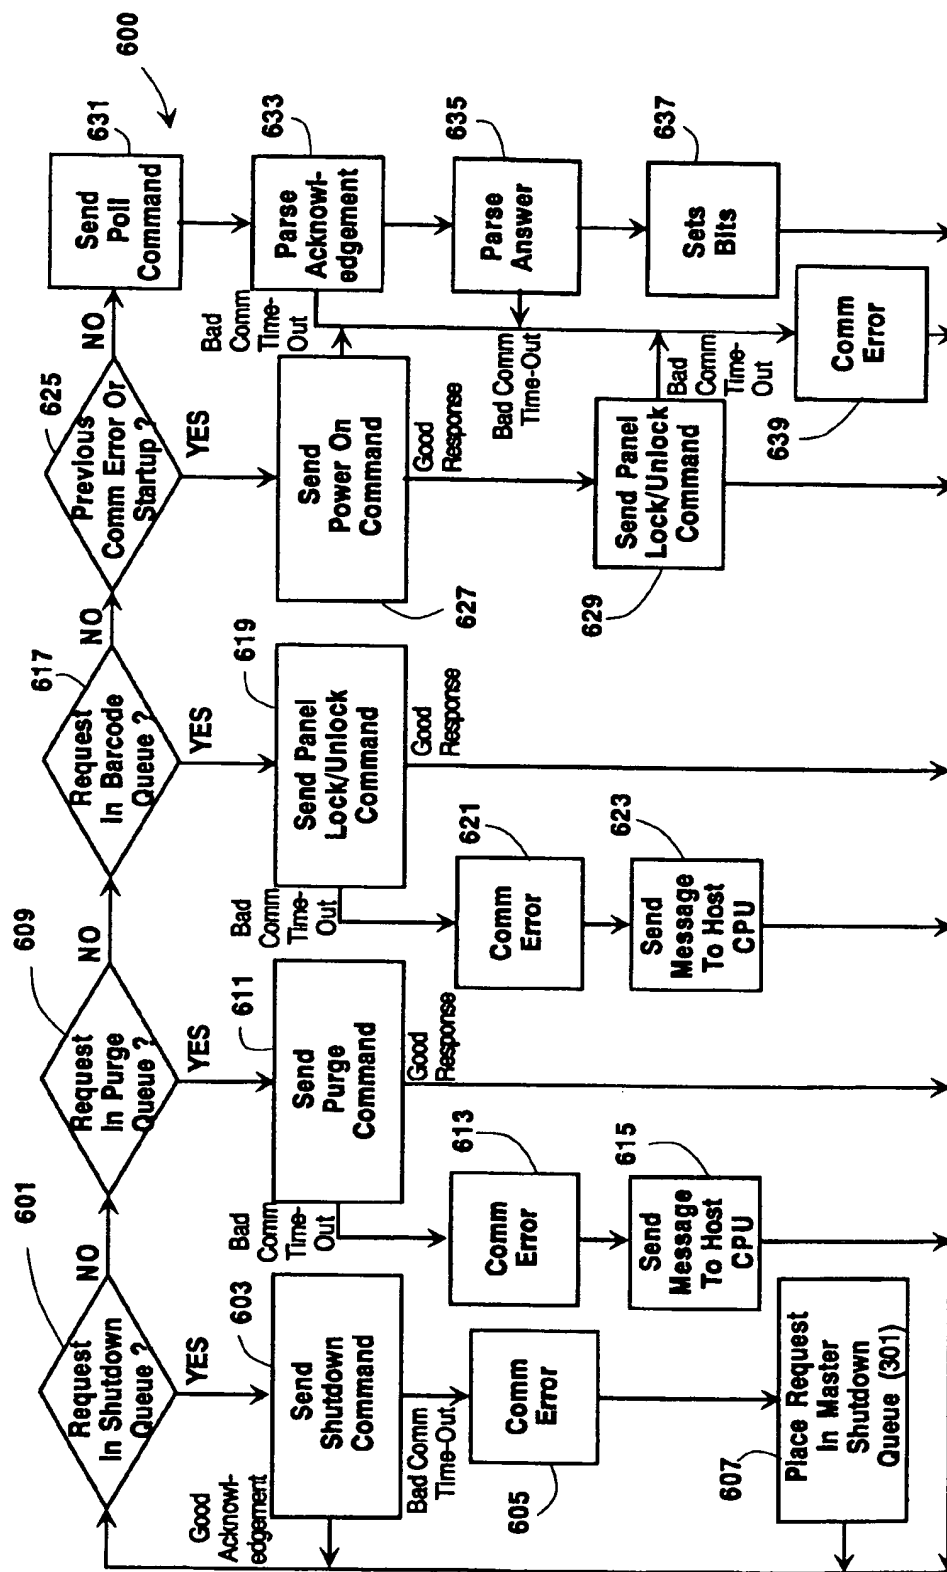 600
601
Request
In Shutdown
Queue ?
NO
YES
603
Send
Shutdown
Command
Good
Acknowl-
edgement
Bad Comm
Time-Out
605
Comm
Error
607
Place Request
In Master
Shutdown
Queue (301)
609
Request
In Purge
Queue ?
NO
YES
611
Send
Purge
Command
Bad
Comm
Time-
Out
Good
Response
613
Comm
Error
615
Send
Message
To Host
CPU
617
Request
In Barcode
Queue ?
NO
YES
619
Send Panel
Lock/Unlock
Command
Bad
Comm
Time-
Out
Good
Response
621
Comm
Error
623
Send
Message
To Host
CPU
625
Previous
Comm Error Or
Startup ?
NO
YES
627
Send
Power On
Command
Good
Response
629
Send Panel
Lock/Unlock
Command
Bad
Comm
Time-
Out
631
Send
Poll
Command
633
Parse
Acknowl-
edgement
Bad
Comm
Time-
Out
635
Parse
Answer
Bad Comm
Time-Out
637
Sets
Bits
639
Comm
Error